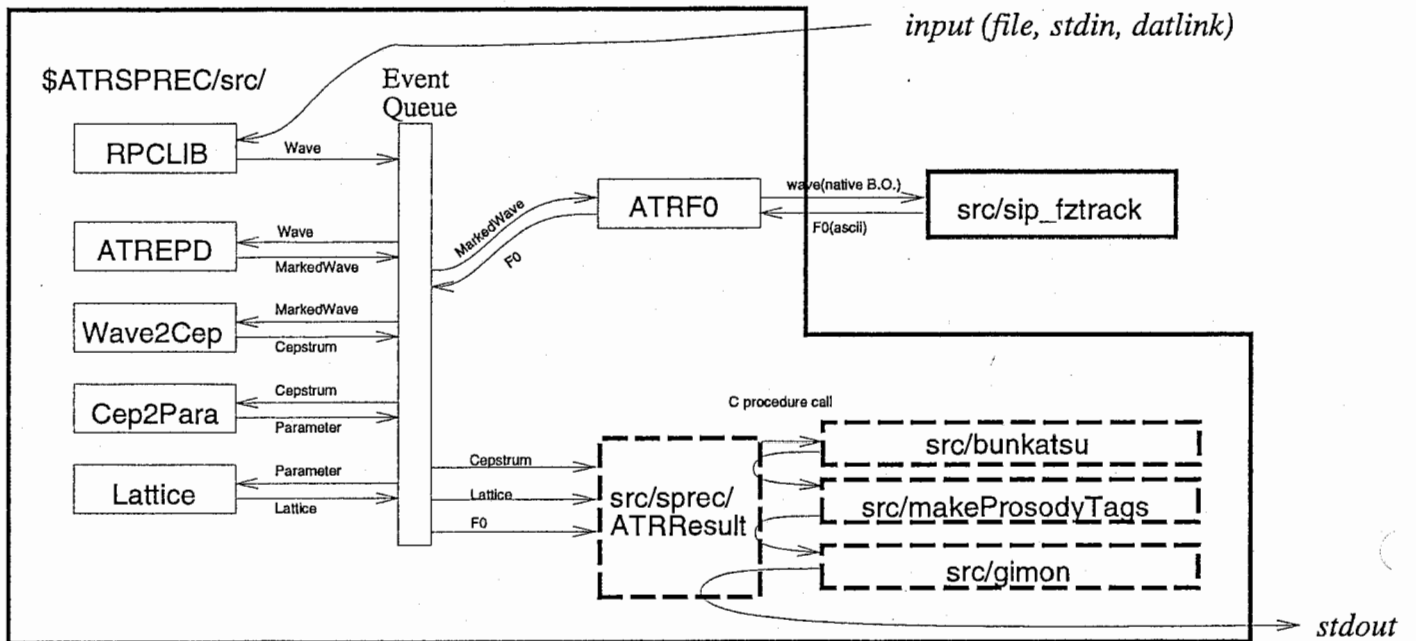 input (file, stdin, datlink)
$ATRSPREC/src/
Event
Queue
RPCLIB
Wave
ATREPD
Wave
MarkedWave
Wave2Cep
MarkedWave
Cepstrum
Cep2Para
Cepstrum
Parameter
Lattice
Parameter
Lattice
MarkedWave
F0
ATRF0
wave(native B.O.)
F0(ascii)
src/sip_fztrack
Cepstrum
Lattice
F0
src/sprec/
ATRResult
C procedure call
src/bunkatsu
src/makeProsodyTags
src/gimon
stdout